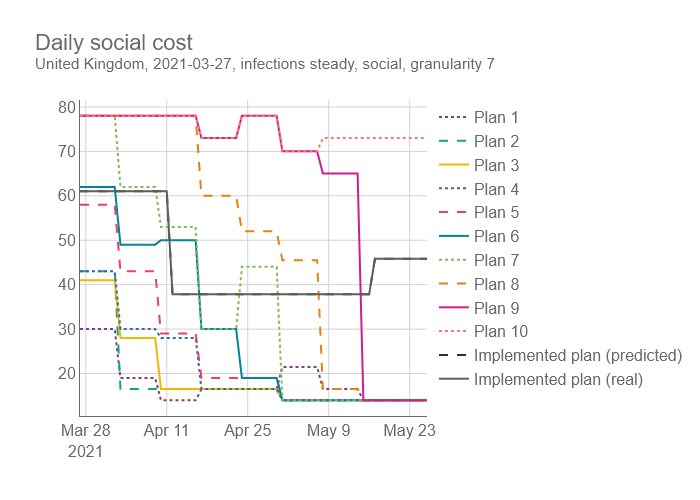 Daily social cost
United Kingdom, 2021-03-27, infections steady, social, granularity 7
80
70
60
50
40
30
20
Mar 28
2021
Apr 11
Apr 25
May 9
May 23
Plan 1
Plan 2
Plan 3
Plan 4
Plan 5
Plan 6
Plan 7
Plan 8
Plan 9
Plan 10
Implemented plan (predicted)
Implemented plan (real)